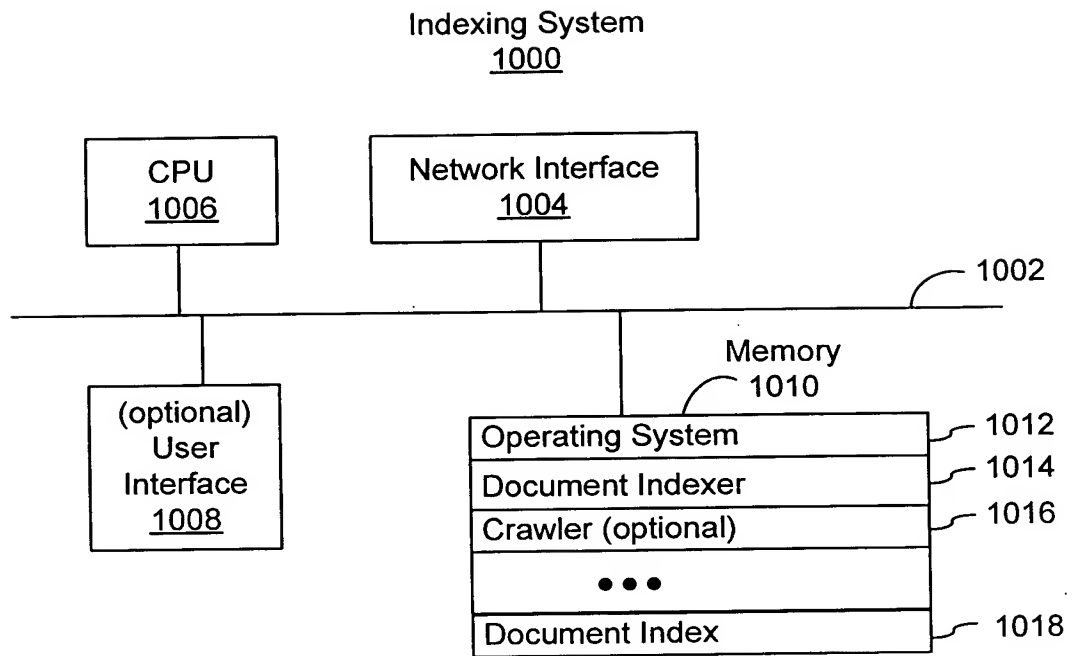 Indexing System
1000
CPU
1006
Network Interface
1004
1002
(optional)
User
Interface
1008
Memory
1010
Operating System
1012
Document Indexer
1014
Crawler (optional)
1016
•••
Document Index
1018